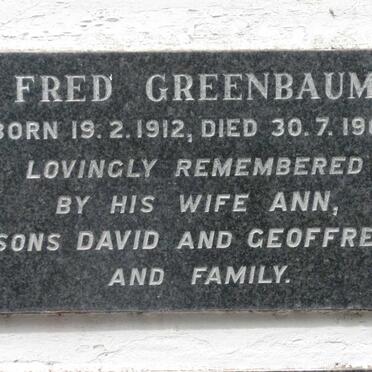 FRED GREENBAUM
BORN 19.2.1912, DIED 30.7.19
LOVINGLY REMEMBERED
BY HIS WIFE ANN,
SONS DAVID AND GEOFFRE
AND FAMILY.